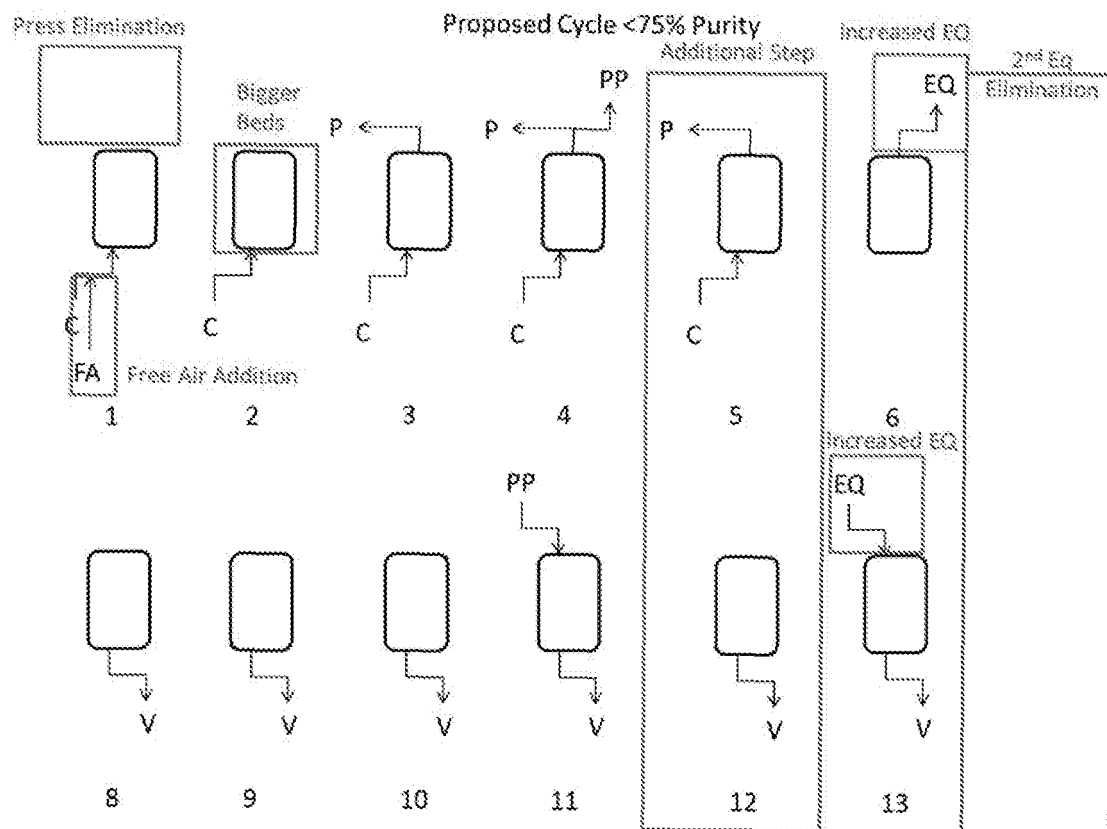 Proposed Cycle <75% Purity
Press Elimination
Additional Step
Increased EQ
2nd Eq
Elimination
Bigger
Beds
P
P
PP
P
EQ
C
FA
Free Air Addition
C
C
C
C
1
2
3
4
5
6
Increased EQ
PP
EQ
V
V
V
V
V
V
8
9
10
11
12
13